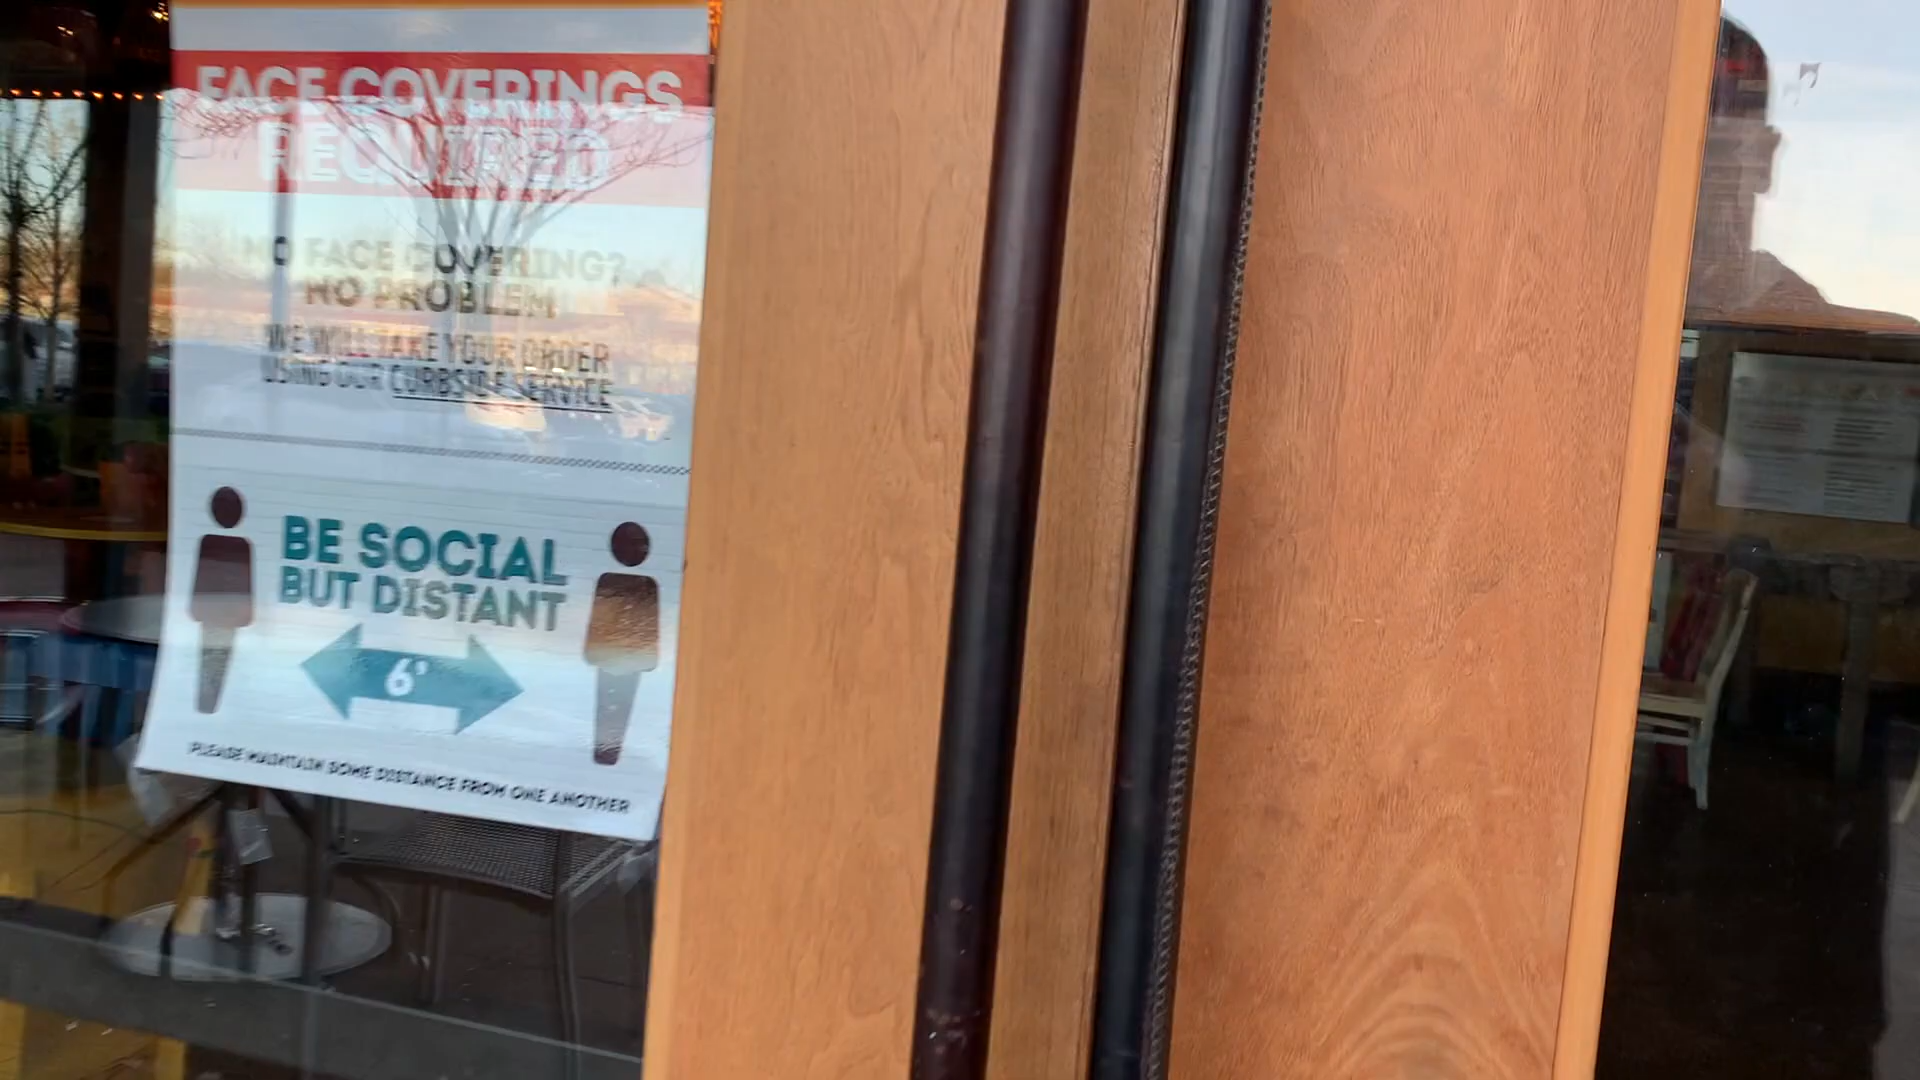 FACE COVERINGS
REQUIRED
NO FACE COVERING?
NO PROBLEM
WE WILL TAKE YOUR ORDER
USING OUR CURBSIDE SERVICE
BE SOCIAL
BUT DISTANT
6'
PLEASE MAINTAIN SOME DISTANCE FROM ONE ANOTHER